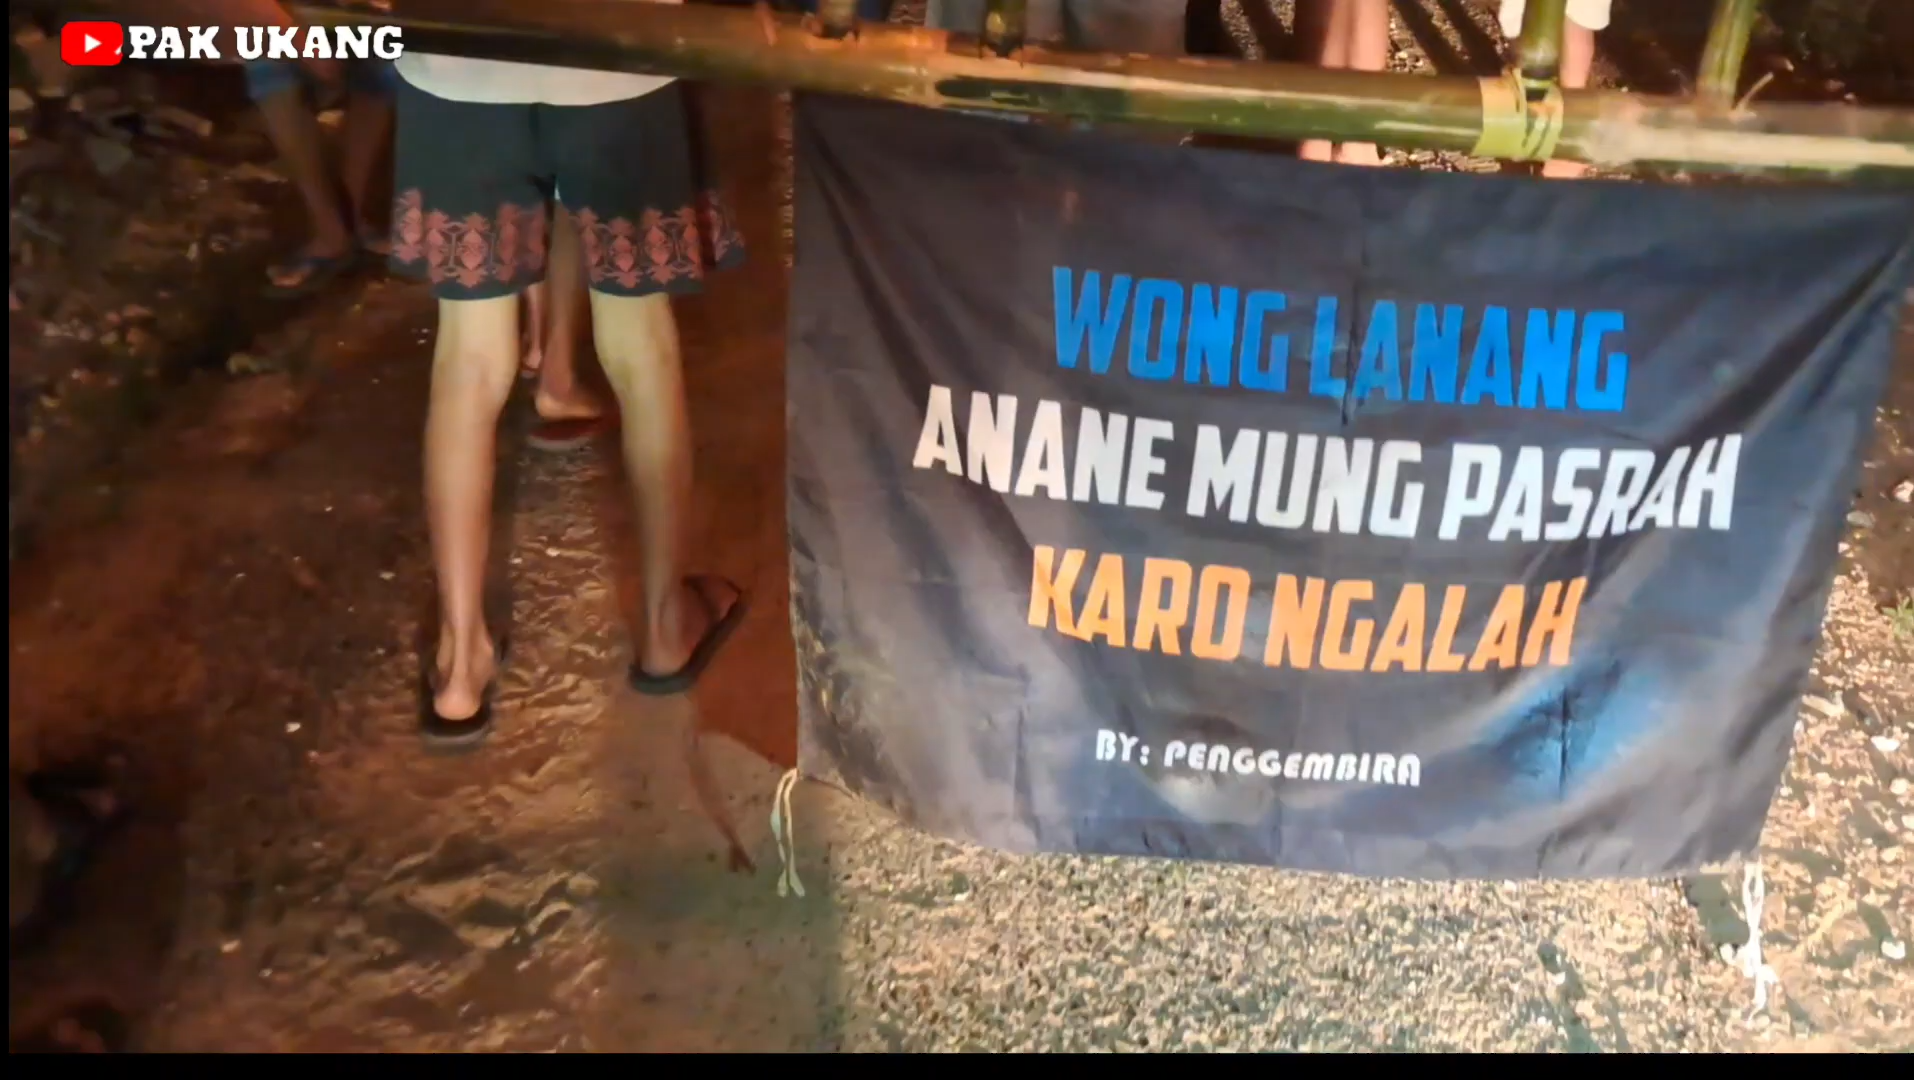 PAK UKANG
WONG LANANG
ANANE MUNG PASRAH
KARO NGALAH
BY: PENGGEMBIRA